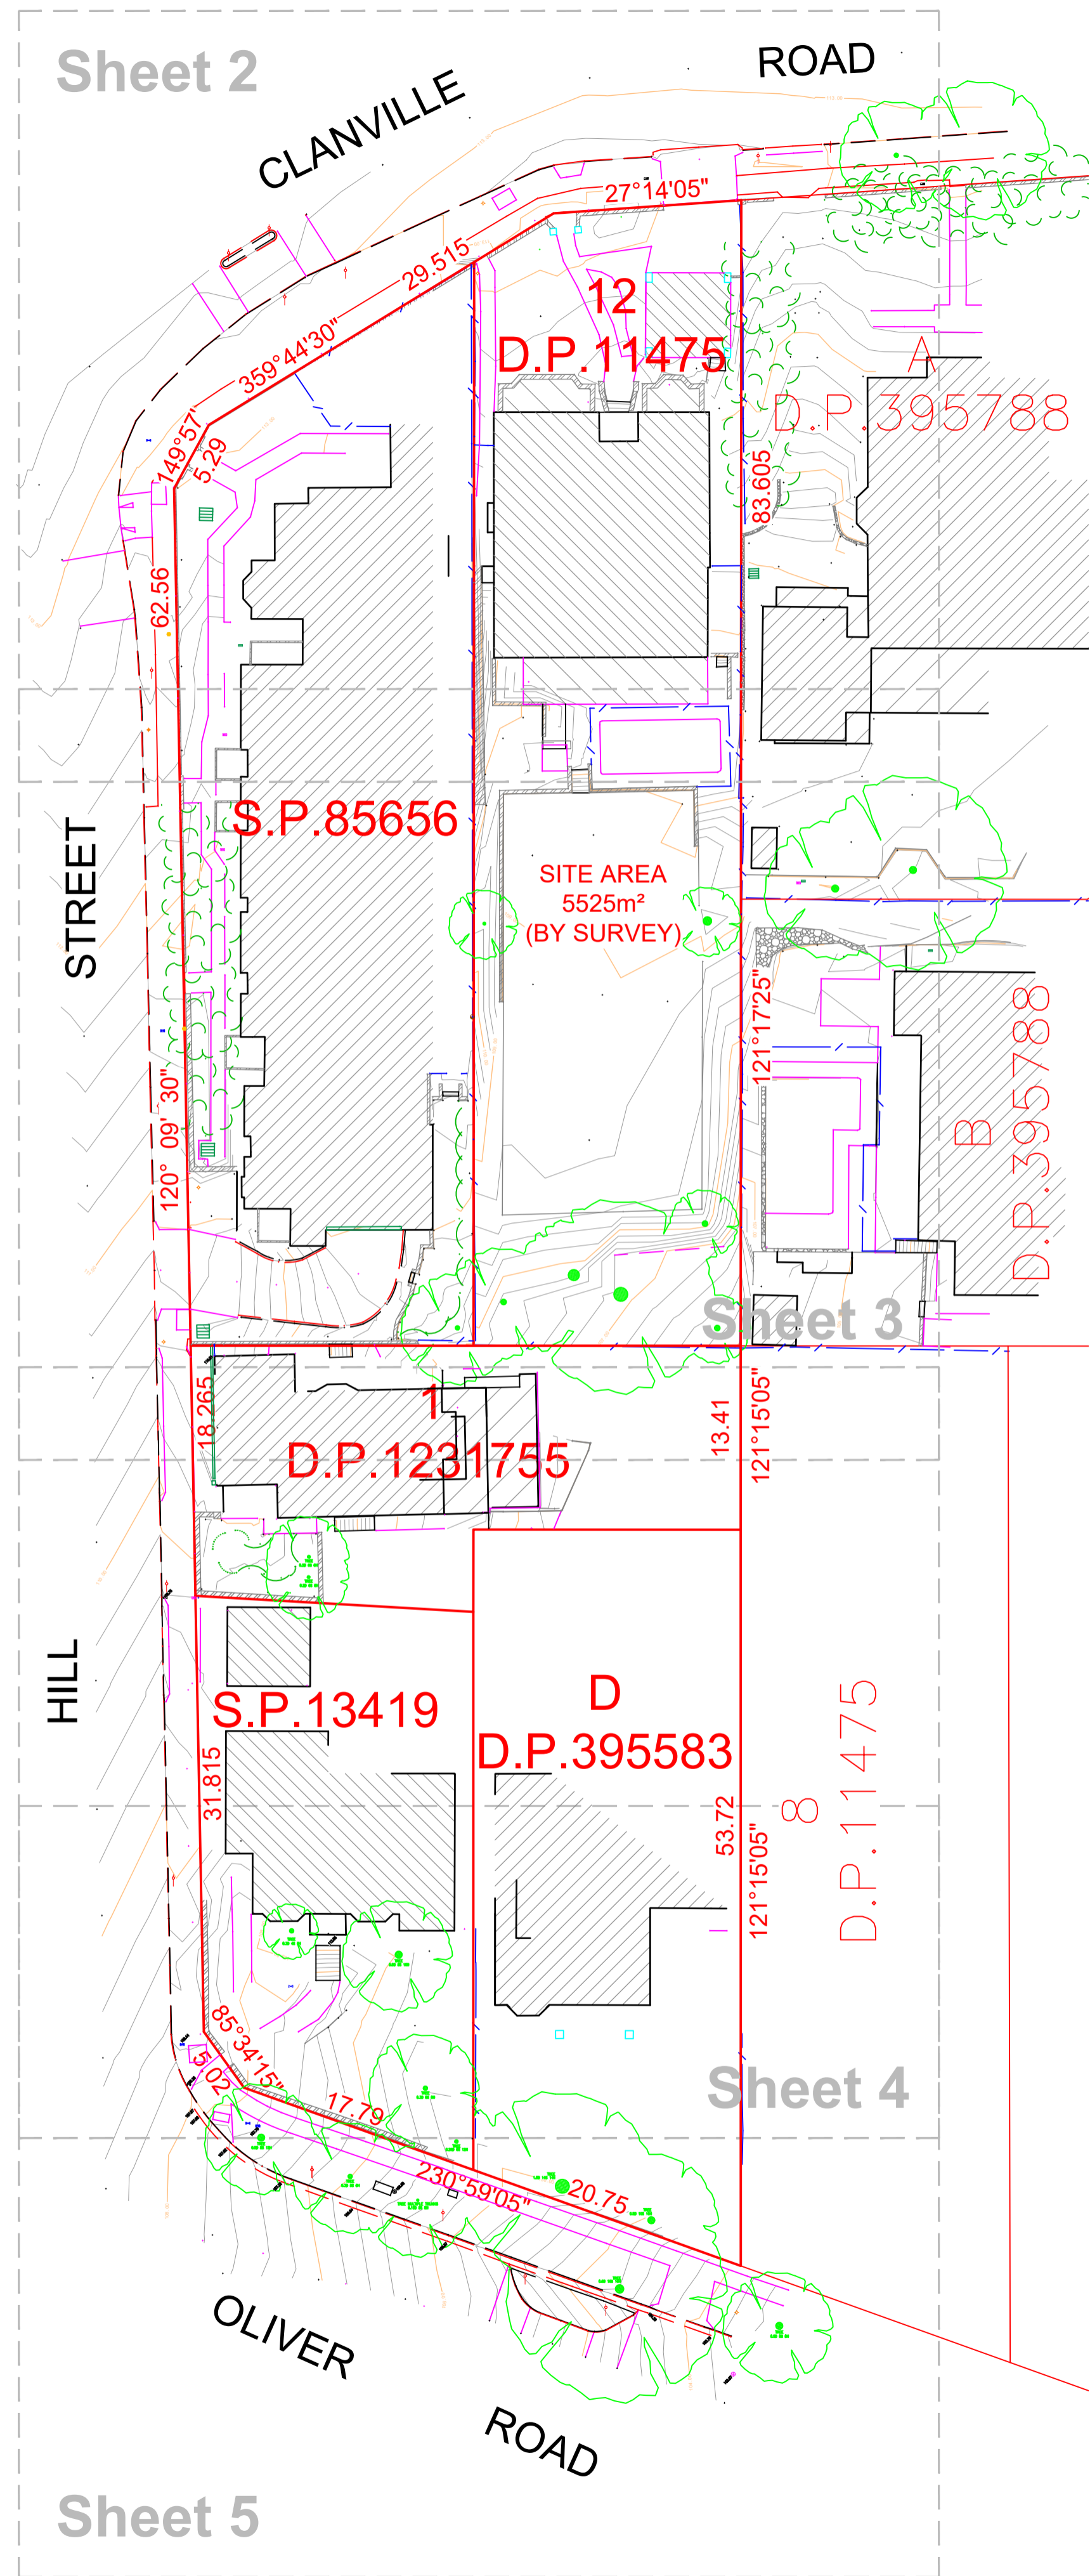 Sheet 2
CLANVILLE
ROAD
27°14'05"
29.515
359°44'30"
12
D.P.11475
A
D.P.395788
149°57'
5.29
83.605
62.56
S.P.85656
STREET
SITE AREA
5525m²
(BY SURVEY)
121°17'25"
B
D.P.395788
120° 09' 30"
Sheet 3
18.265
1
D.P.1231755
13.41
121°15'05"
HILL
S.P.13419
D
D.P.395583
8
D.P.11475
31.815
53.72
121°15'05"
85°34'15"
5.02
17.79
Sheet 4
230°59'05"
20.75
OLIVER
ROAD
Sheet 5